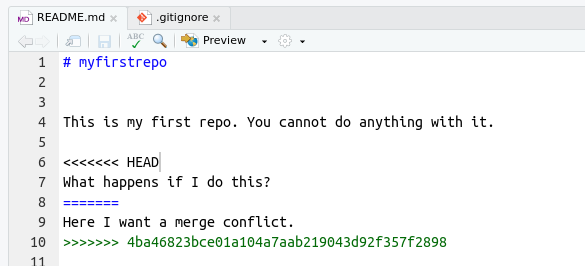 README.md × .gitignore ×
ABC Preview
1 # myfirstrepo
2
3
4 This is my first repo. You cannot do anything with it.
5
6 <<<<<<< HEAD
7 What happens if I do this?
8 =======
9 Here I want a merge conflict.
10 >>>>>>> 4ba46823bce01a104a7aab219043d92f357f2898
11